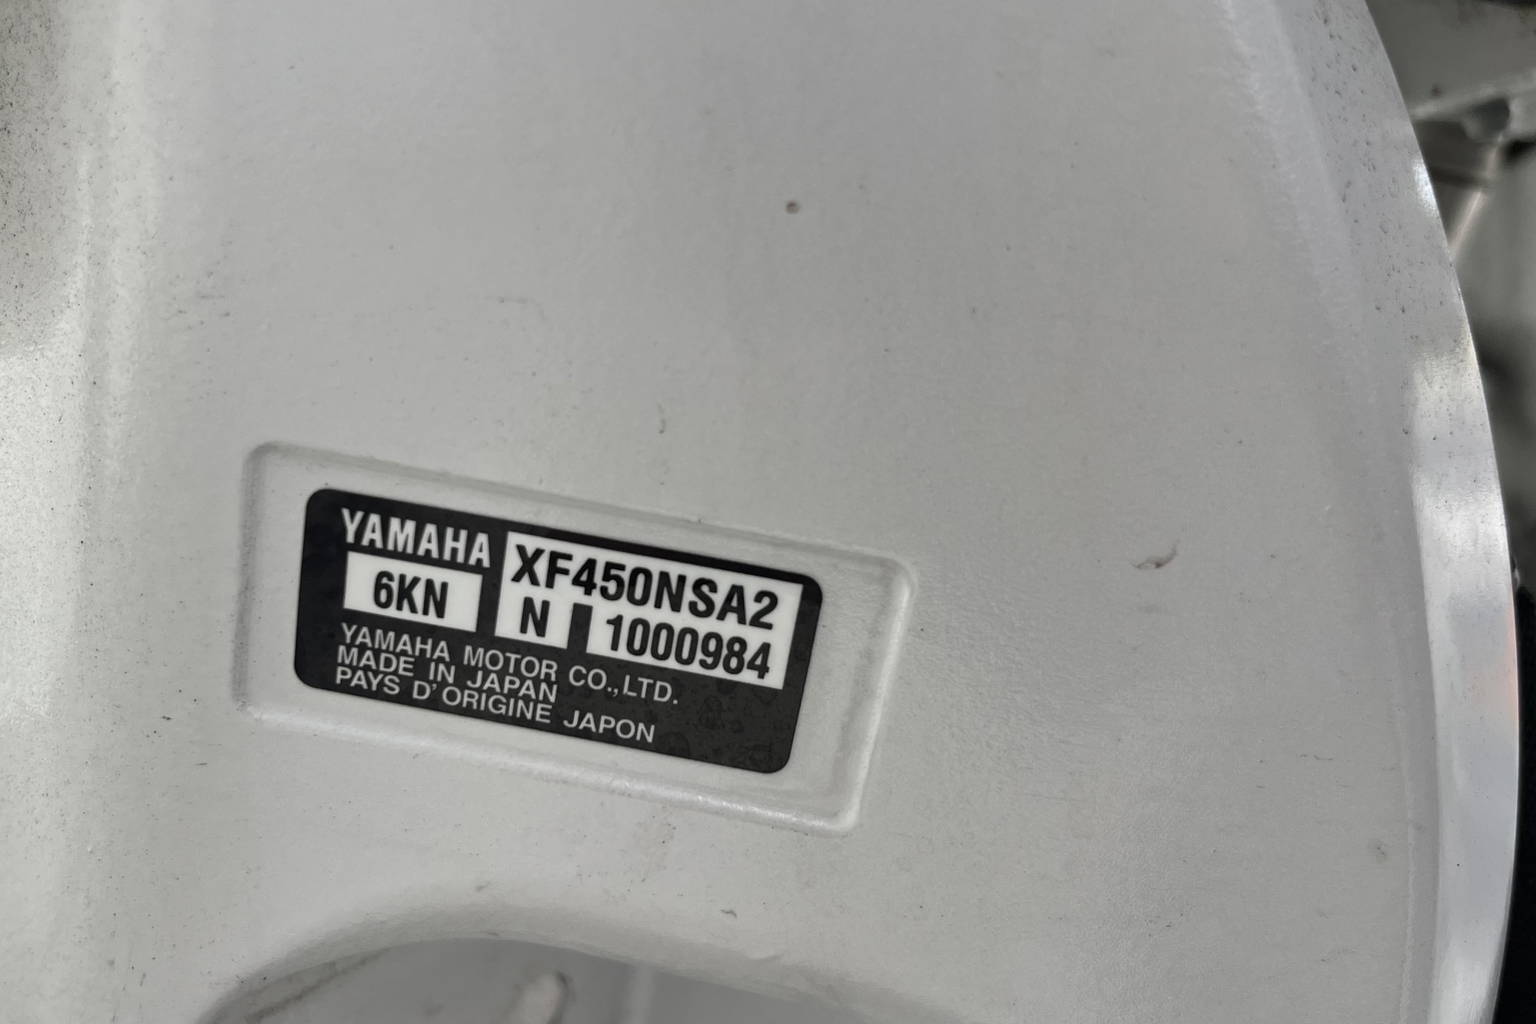 YAMAHA XF450NSA2
6KN N 1000984
YAMAHA MOTOR CO.,LTD.
MADE IN JAPAN
PAYS D'ORIGINE JAPON